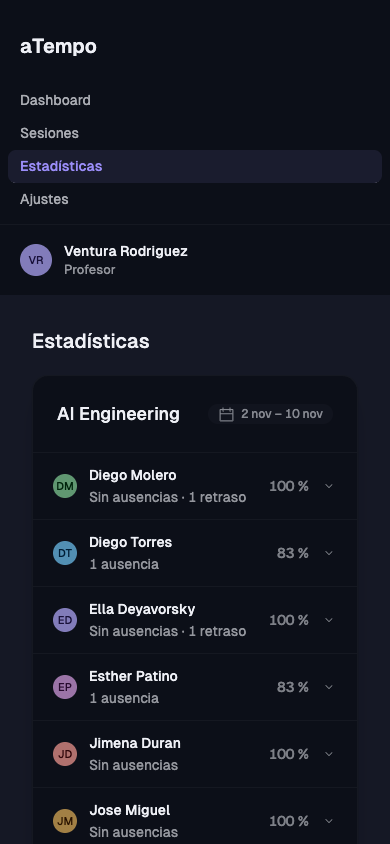 aTempo
Dashboard
Sesiones
Estadísticas
Ajustes
VR
Ventura Rodriguez
Profesor
Estadísticas
AI Engineering
2 nov – 10 nov
DM
Diego Molero
Sin ausencias · 1 retraso
100 %
DT
Diego Torres
1 ausencia
83 %
ED
Ella Deyavorsky
Sin ausencias · 1 retraso
100 %
EP
Esther Patino
1 ausencia
83 %
JD
Jimena Duran
Sin ausencias
100 %
JM
Jose Miguel
Sin ausencias
100 %